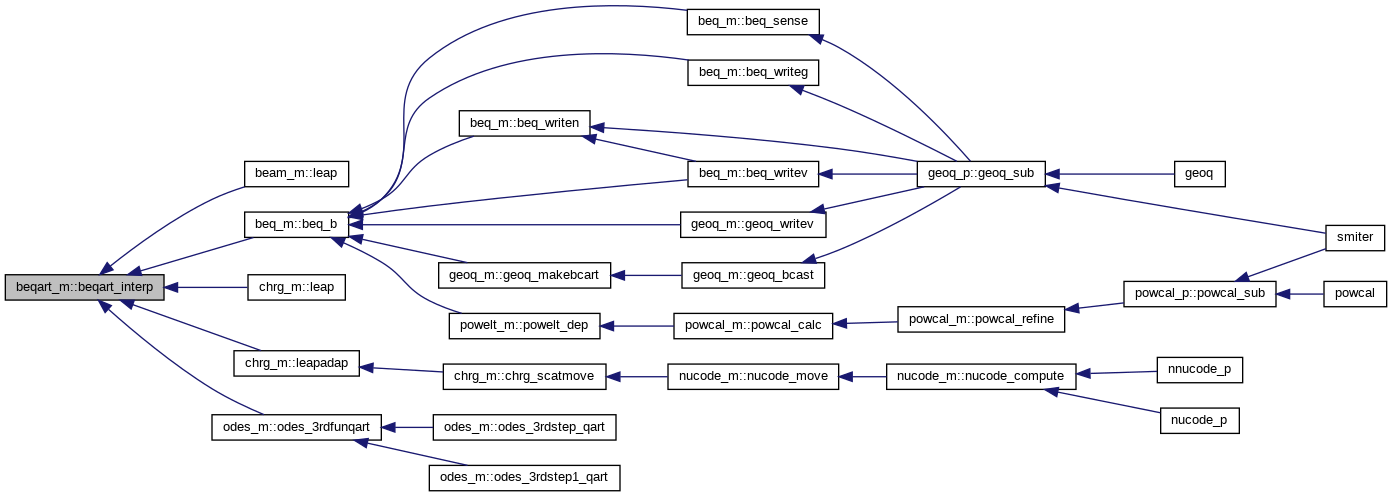 beq_m::beq_sense
beq_m::beq_writeg
beq_m::beq_writen
beam_m::leap
beq_m::beq_writev
geoq_p::geoq_sub
geoq
beq_m::beq_b
geoq_m::geoq_writev
smiter
geoq_m::geoq_makebcart
geoq_m::geoq_bcast
beqart_m::beqart_interp
chrg_m::leap
powcal_p::powcal_sub
powcal
powelt_m::powelt_dep
powcal_m::powcal_calc
powcal_m::powcal_refine
chrg_m::leapadap
chrg_m::chrg_scatmove
nucode_m::nucode_move
nucode_m::nucode_compute
nnucode_p
nucode_p
odes_m::odes_3rdfunqart
odes_m::odes_3rdstep_qart
odes_m::odes_3rdstep1_qart